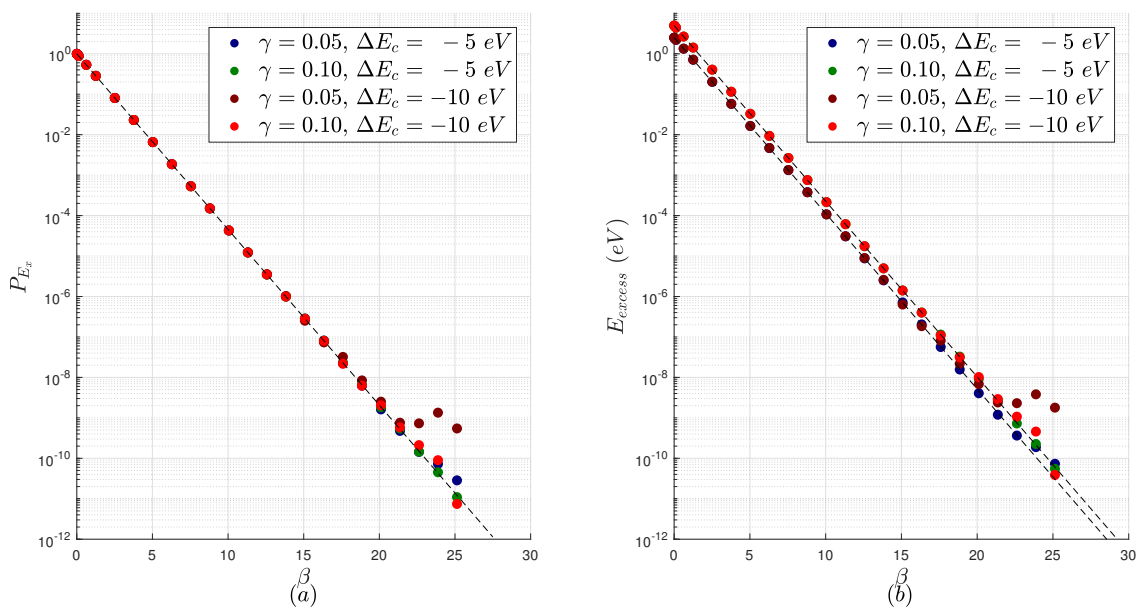 γ = 0.05, ΔE_c = − 5 eV
γ = 0.10, ΔE_c = − 5 eV
γ = 0.05, ΔE_c = −10 eV
γ = 0.10, ΔE_c = −10 eV
P_{E_x}
10^0
10^-2
10^-4
10^-6
10^-8
10^-10
10^-12
0 5 10 15 20 25 30
β
(a)
γ = 0.05, ΔE_c = − 5 eV
γ = 0.10, ΔE_c = − 5 eV
γ = 0.05, ΔE_c = −10 eV
γ = 0.10, ΔE_c = −10 eV
E_{excess} (eV)
10^0
10^-2
10^-4
10^-6
10^-8
10^-10
10^-12
0 5 10 15 20 25 30
β
(b)